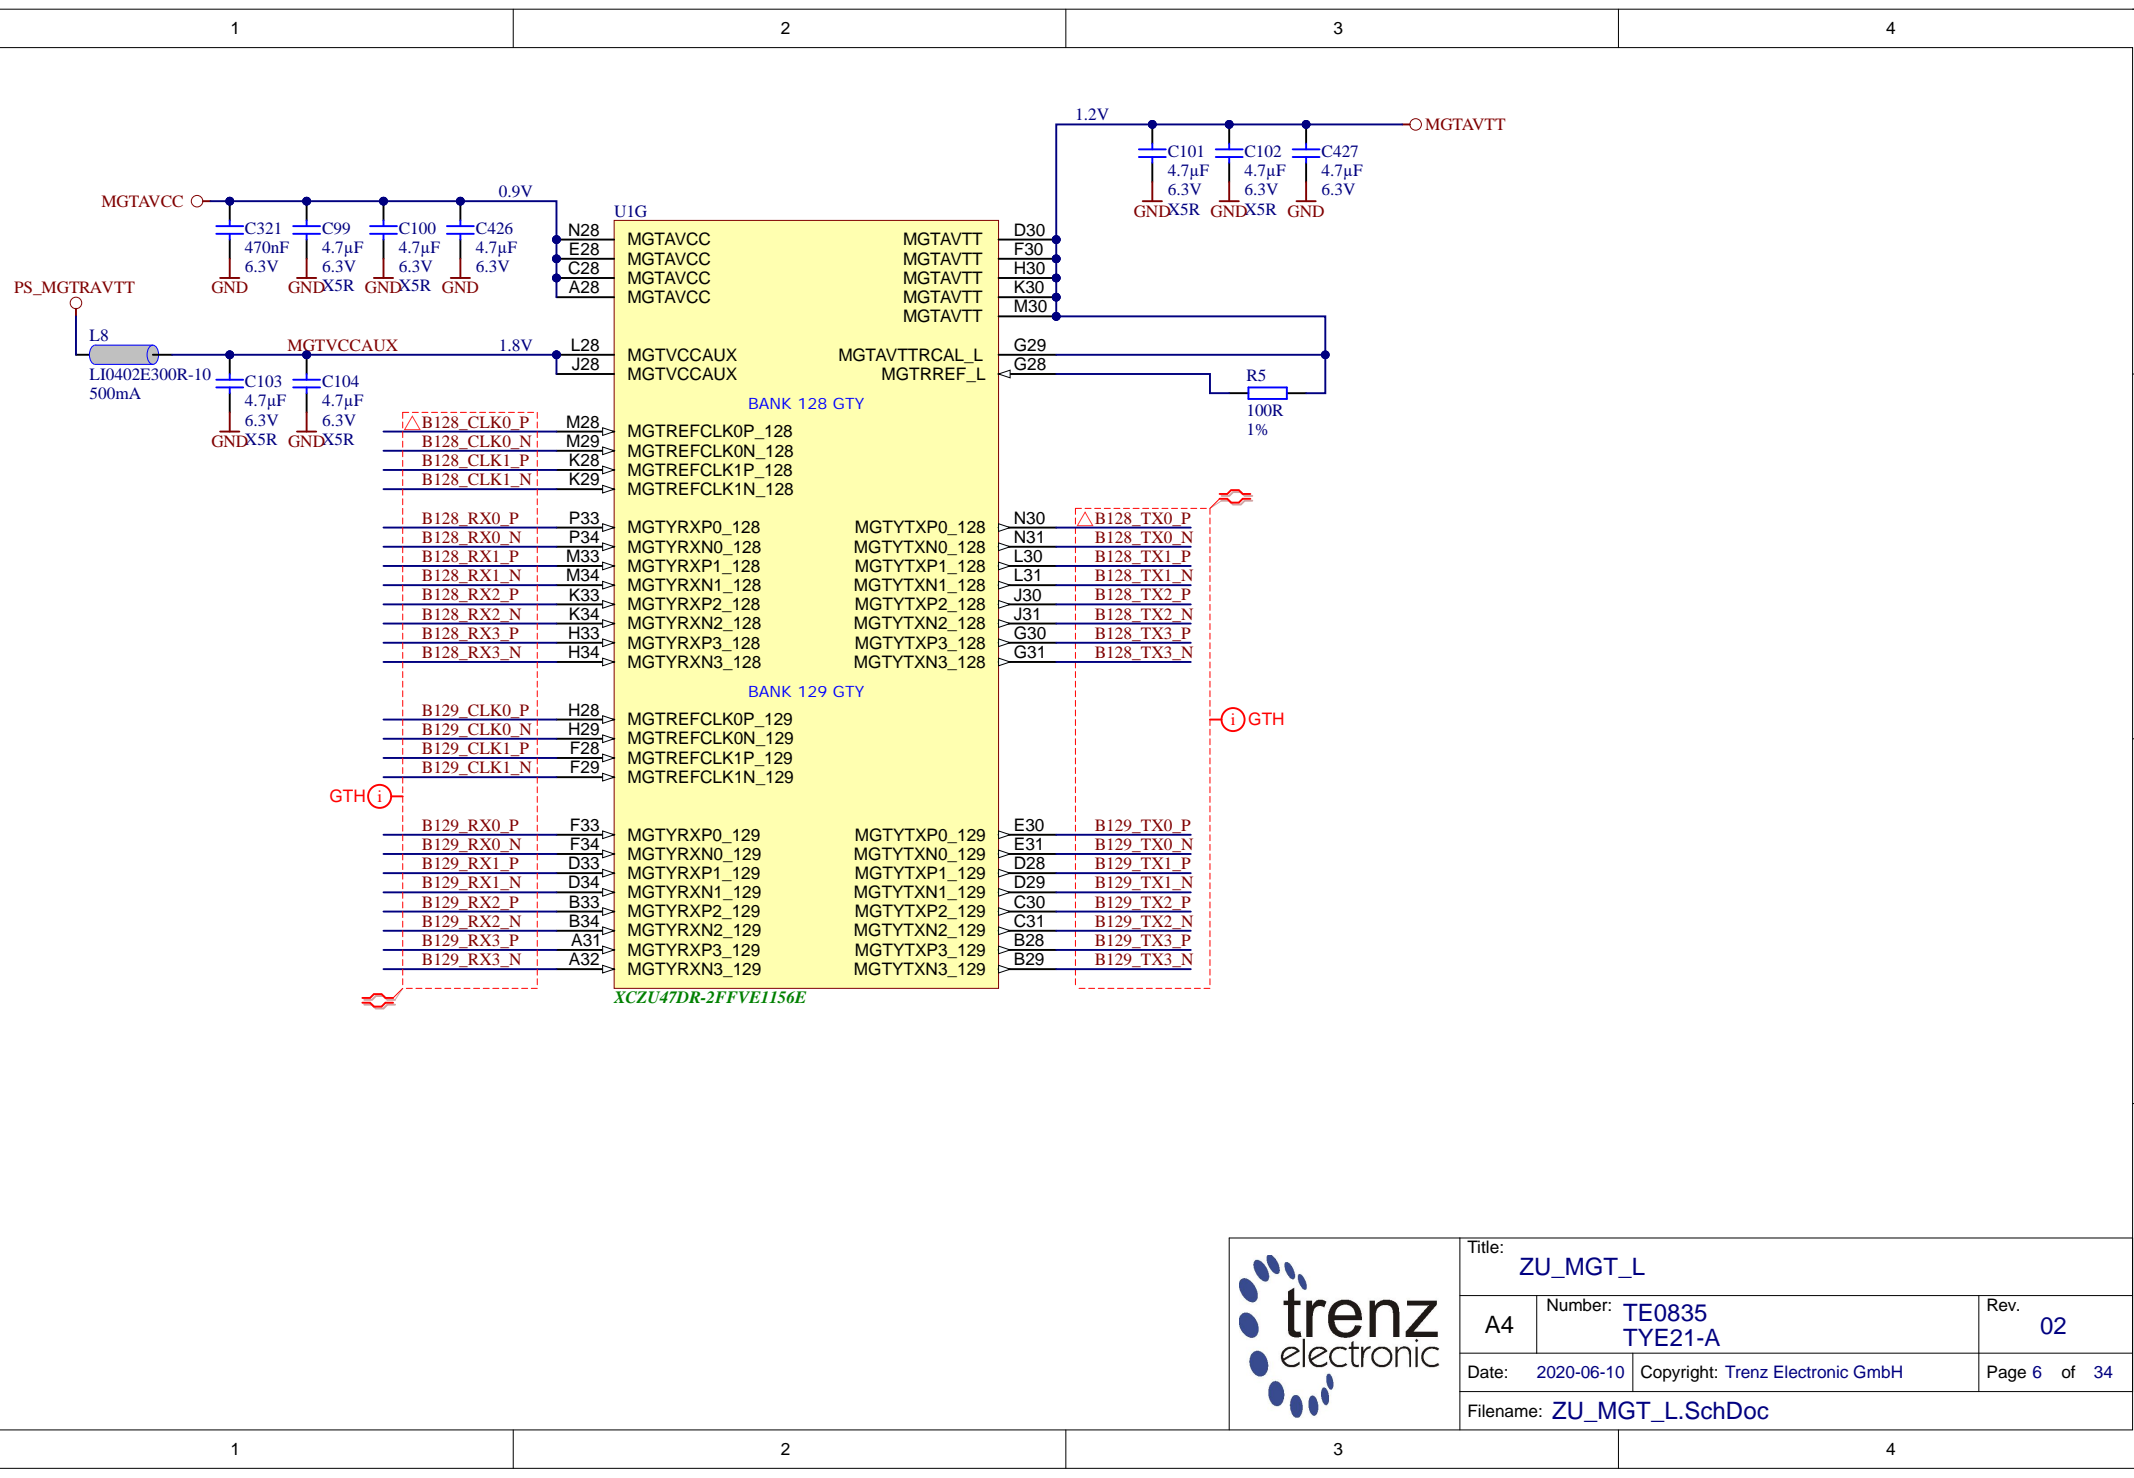 1 2 3 4
1.2V
MGTAVTT
C101 4.7µF 6.3V X5R GND
C102 4.7µF 6.3V X5R GND
C427 4.7µF 6.3V GND
MGTAVCC 0.9V
C321 470nF 6.3V GND
C99 4.7µF 6.3V X5R GND
C100 4.7µF 6.3V X5R GND
C426 4.7µF 6.3V GND
PS_MGTRAVTT
L8
LI0402E300R-10
500mA
MGTVCCAUX 1.8V
C103 4.7µF 6.3V X5R GND
C104 4.7µF 6.3V X5R GND
U1G
N28 MGTAVCC MGTAVTT D30
E28 MGTAVCC MGTAVTT F30
C28 MGTAVCC MGTAVTT H30
A28 MGTAVCC MGTAVTT K30
MGTAVTT M30
L28 MGTVCCAUX MGTAVTTRCAL_L G29
J28 MGTVCCAUX MGTRREF_L G28
R5
100R
1%
BANK 128 GTY
B128_CLK0_P M28 MGTREFCLK0P_128
B128_CLK0_N M29 MGTREFCLK0N_128
B128_CLK1_P K28 MGTREFCLK1P_128
B128_CLK1_N K29 MGTREFCLK1N_128
B128_RX0_P P33 MGTYRXP0_128 MGTYTXP0_128 N30 B128_TX0_P
B128_RX0_N P34 MGTYRXN0_128 MGTYTXN0_128 N31 B128_TX0_N
B128_RX1_P M33 MGTYRXP1_128 MGTYTXP1_128 L30 B128_TX1_P
B128_RX1_N M34 MGTYRXN1_128 MGTYTXN1_128 L31 B128_TX1_N
B128_RX2_P K33 MGTYRXP2_128 MGTYTXP2_128 J30 B128_TX2_P
B128_RX2_N K34 MGTYRXN2_128 MGTYTXN2_128 J31 B128_TX2_N
B128_RX3_P H33 MGTYRXP3_128 MGTYTXP3_128 G30 B128_TX3_P
B128_RX3_N H34 MGTYRXN3_128 MGTYTXN3_128 G31 B128_TX3_N
BANK 129 GTY
B129_CLK0_P H28 MGTREFCLK0P_129
B129_CLK0_N H29 MGTREFCLK0N_129
B129_CLK1_P F28 MGTREFCLK1P_129
B129_CLK1_N F29 MGTREFCLK1N_129
i GTH
GTH i
B129_RX0_P F33 MGTYRXP0_129 MGTYTXP0_129 E30 B129_TX0_P
B129_RX0_N F34 MGTYRXN0_129 MGTYTXN0_129 E31 B129_TX0_N
B129_RX1_P D33 MGTYRXP1_129 MGTYTXP1_129 D28 B129_TX1_P
B129_RX1_N D34 MGTYRXN1_129 MGTYTXN1_129 D29 B129_TX1_N
B129_RX2_P B33 MGTYRXP2_129 MGTYTXP2_129 C30 B129_TX2_P
B129_RX2_N B34 MGTYRXN2_129 MGTYTXN2_129 C31 B129_TX2_N
B129_RX3_P A31 MGTYRXP3_129 MGTYTXP3_129 B28 B129_TX3_P
B129_RX3_N A32 MGTYRXN3_129 MGTYTXN3_129 B29 B129_TX3_N
XCZU47DR-2FFVE1156E
trenz
electronic
Title: ZU_MGT_L
A4 Number: TE0835
TYE21-A
Rev. 02
Date: 2020-06-10 Copyright: Trenz Electronic GmbH Page 6 of 34
Filename: ZU_MGT_L.SchDoc
1 2 3 4